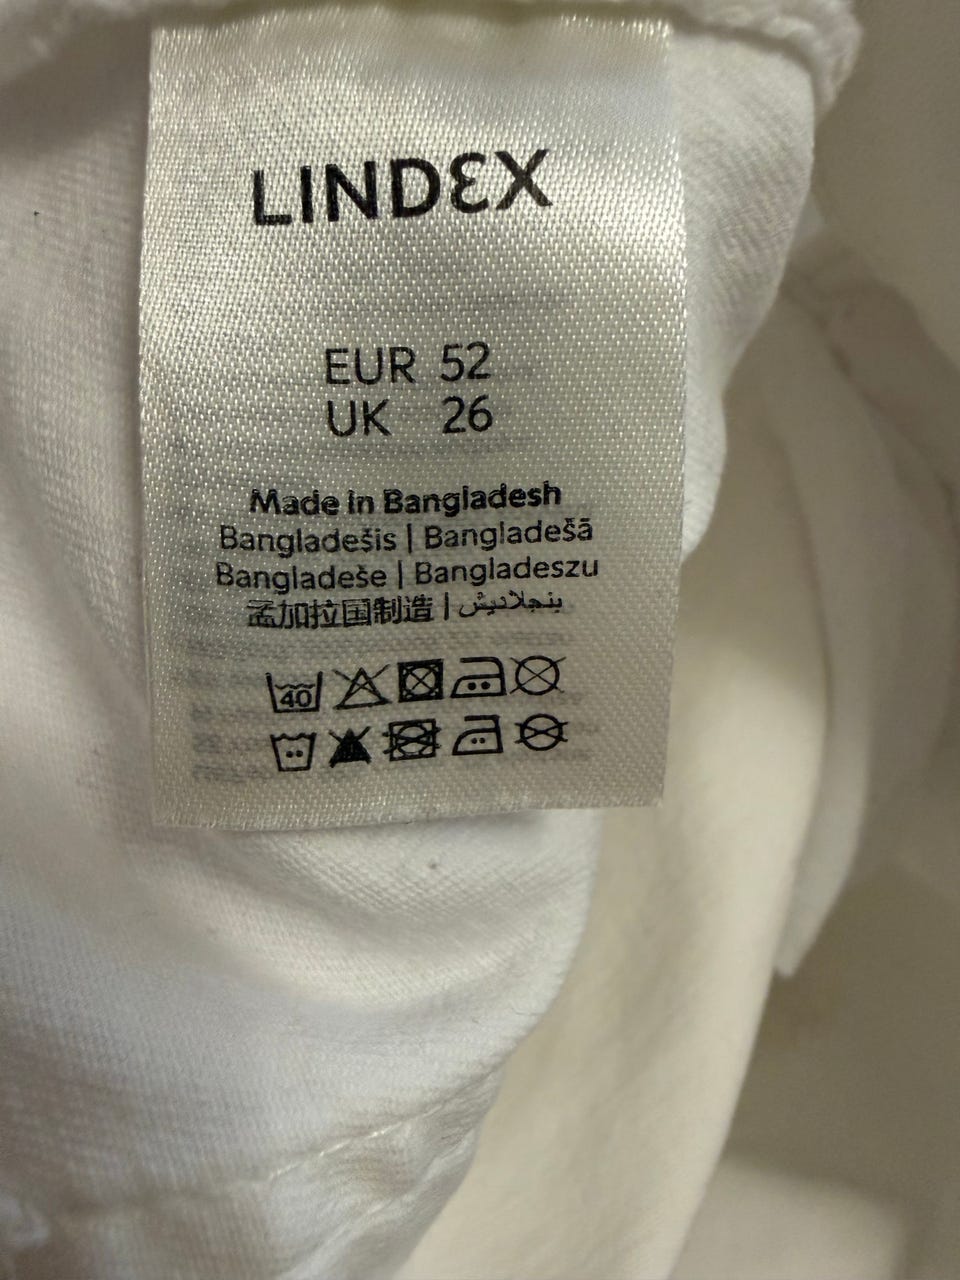 LINDEX
EUR 52
UK 26
Made in Bangladesh
Bangladešis | Bangladešā
Bangladeše | Bangladeszu
孟加拉国制造 | بنجلاديش
40